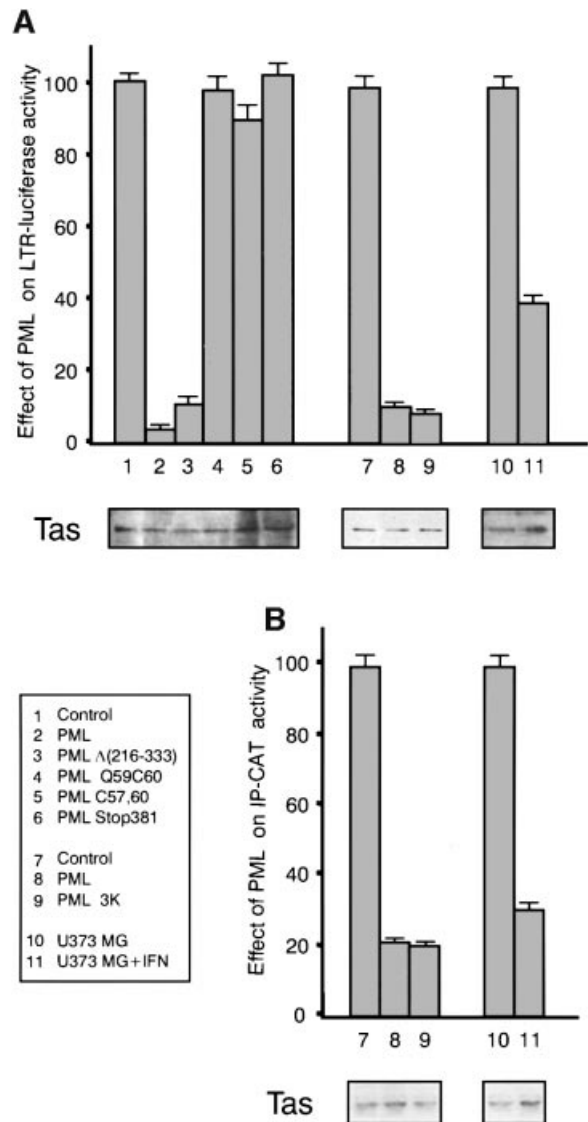 A
Effect of PML on LTR-luciferase activity
100
80
60
40
20
0
1 2 3 4 5 6 7 8 9 10 11
Tas
B
Effect of PML on IP-CAT activity
100
80
60
40
20
0
7 8 9 10 11
Tas
1 Control
2 PML
3 PML Λ(216-333)
4 PML Q59C60
5 PML C57,60
6 PML Stop381
7 Control
8 PML
9 PML 3K
10 U373 MG
11 U373 MG+IFN